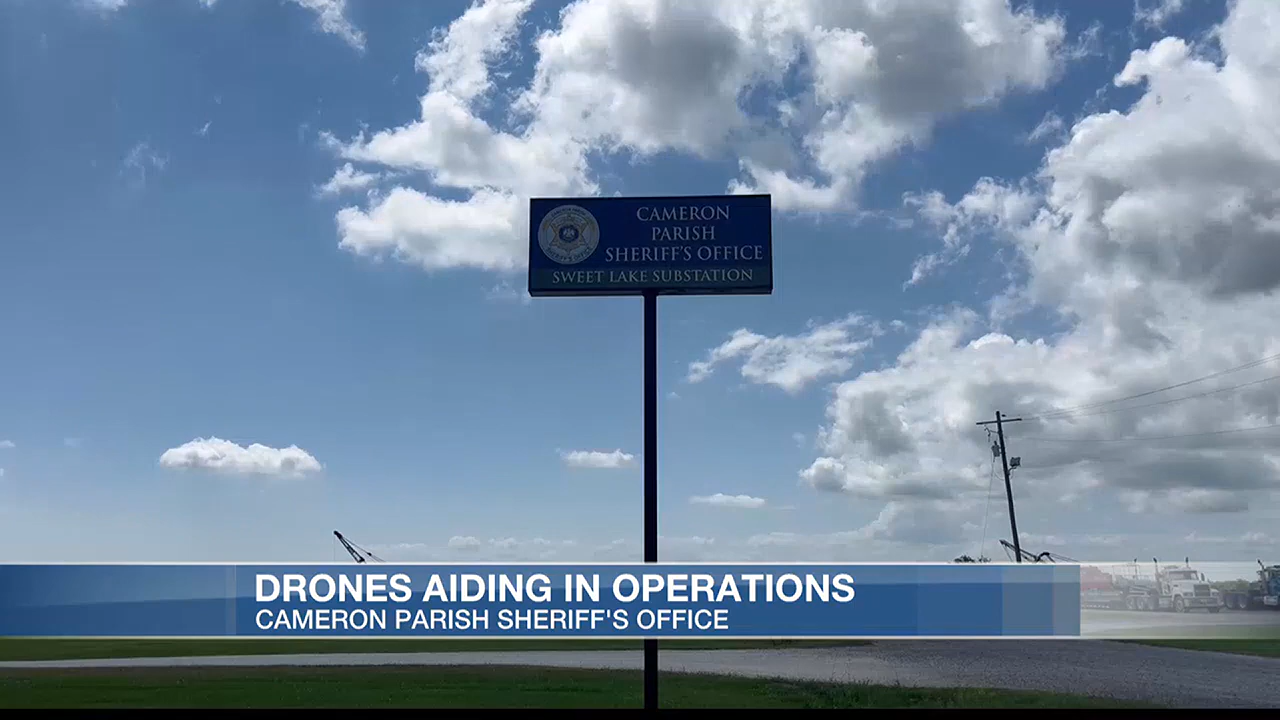 CAMERON
PARISH
SHERIFF'S OFFICE
SWEET LAKE SUBSTATION
DRONES AIDING IN OPERATIONS
CAMERON PARISH SHERIFF'S OFFICE